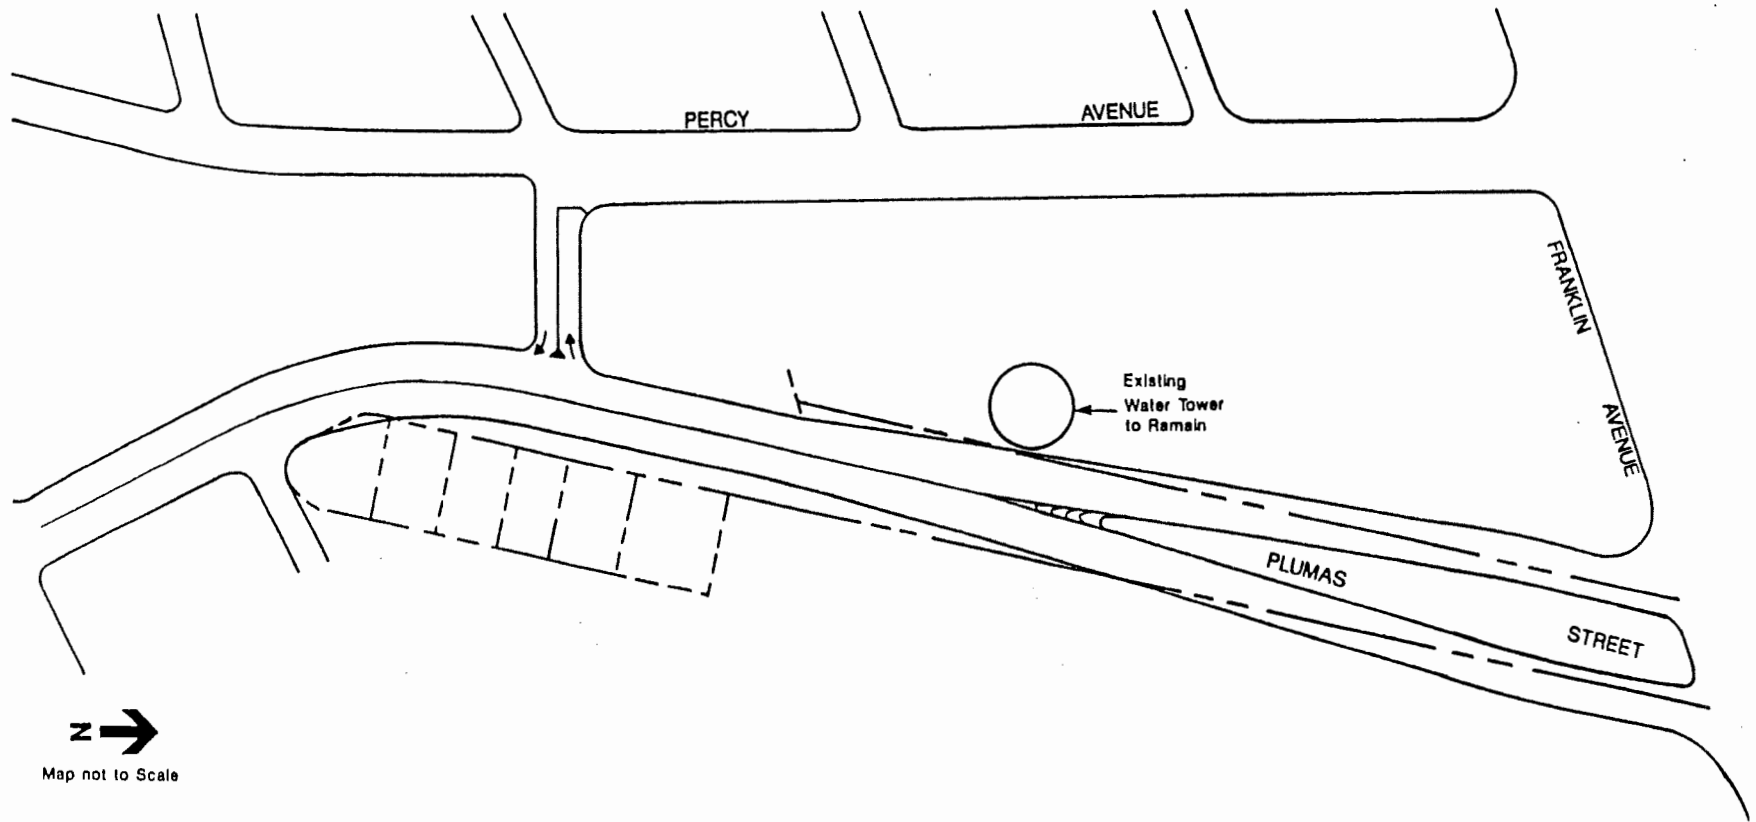 PERCY AVENUE
FRANKLIN AVENUE
Existing
Water Tower
to Remain
PLUMAS STREET
N
Map not to Scale